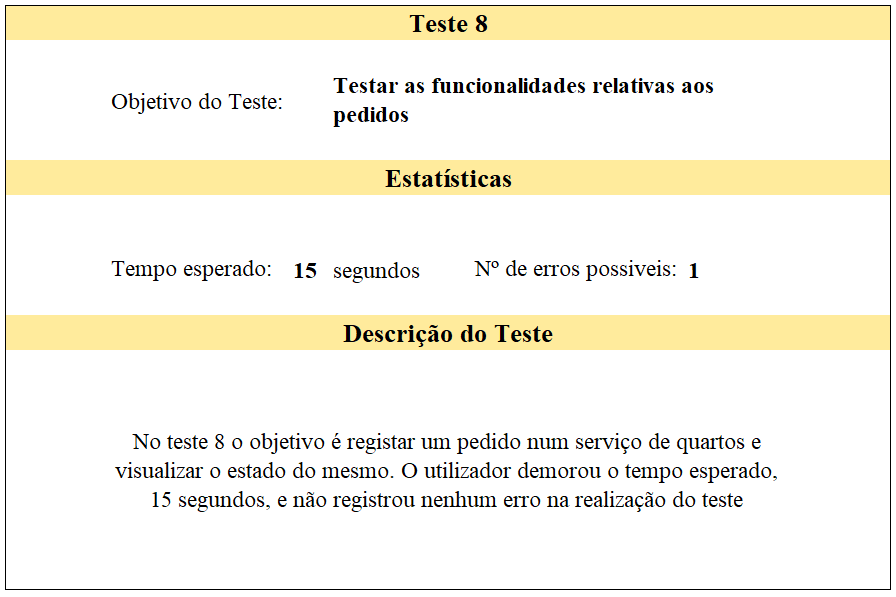 Teste 8
Objetivo do Teste:
Testar as funcionalidades relativas aos
pedidos
Estatísticas
Tempo esperado: 15 segundos Nº de erros possiveis: 1
Descrição do Teste
No teste 8 o objetivo é registar um pedido num serviço de quartos e
visualizar o estado do mesmo. O utilizador demorou o tempo esperado,
15 segundos, e não registrou nenhum erro na realização do teste